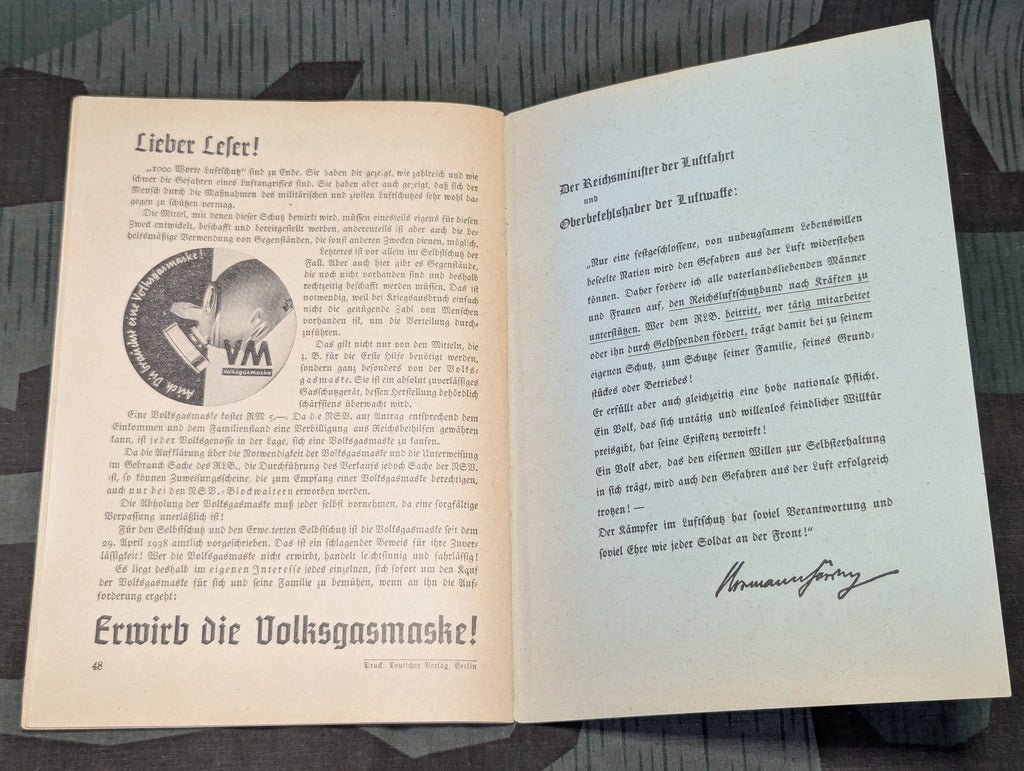 Lieber Leser!
„1000 Worte Luftschutz" sind zu Ende. Sie haben dir gezeigt, wie zahlreich und wie
schwer die Gefahren eines Luftangriffes sind. Sie haben aber auch gezeigt, daß sich der
Mensch durch die Maßnahmen des militärischen und zivilen Luftschutzes sehr wohl da-
gegen zu schützen vermag.
Die Mittel, mit denen dieser Schutz bewirkt wird, müssen einesteils eigens für diesen
Zweck entwickelt, beschafft und bereitgestellt werden, anderenteils ist aber auch die be-
helfsmäßige Verwendung von Gegenständen, die sonst anderen Zwecken dienen, möglich.
Letzteres ist vor allem im Selbstschutz der
Fall. Aber auch hier gibt es Gegenstände,
die noch nicht vorhanden sind und deshalb
rechtzeitig beschafft werden müssen. Das ist
notwendig, weil bei Kriegsausbruch einfach
nicht die genügende Zahl von Menschen
vorhanden ist, um die Verteilung durch-
zuführen.
Das gilt nicht nur von den Mitteln, die
z. B. für die Erste Hilfe benötigt werden,
sondern ganz besonders von der Volks-
gasmaske. Sie ist ein absolut zuverlässiges
Gasschutzgerät, dessen Herstellung behördlich
schärfstens überwacht wird.
Auch Du brauchst eine Volksgasmaske!
VM
Volksgasmaske
Eine Volksgasmaske kostet RM 5.—. Da d e NSV. auf Antrag entsprechend dem
Einkommen und dem Familienstand eine Verbilligung aus Reichsbeihilfen gewähren
kann, ist jeder Volksgenosse in der Lage, sich eine Volksgasmaske zu kaufen.
Da die Aufklärung über die Notwendigkeit der Volksgasmaske und die Unterweisung
im Gebrauch Sache des RLB., die Durchführung des Verkaufs jedoch Sache der NSV.
ist, so können Zuweisungsscheine, die zum Empfang einer Volksgasmaske berechtigen,
auch nur bei den NSV.-Blockwaltern erworben werden.
Die Abholung der Volksgasmaske muß jeder selbst vornehmen, da eine sorgfältige
Verpassung unerläßlich ist!
Für den Selbstschutz und den Erwe.terten Selbstschutz ist die Volksgasmaske seit dem
29. April 1938 amtlich vorgeschrieben. Das ist ein schlagender Beweis für ihre Zuver-
lässigkeit! Wer die Volksgasmaske nicht erwirbt, handelt leichtsinnig und fahrlässig!
Es liegt deshalb im eigenen Interesse jedes einzelnen, sich sofort um den Kauf
der Volksgasmaske für sich und seine Familie zu bemühen, wenn an ihn die Auf-
forderung ergeht:
Erwirb die Volksgasmaske!
48
Druck: Deutscher Verlag, Berlin
Der Reichsminister der Luftfahrt
und
Oberbefehlshaber der Luftwaffe:
„Nur eine festgeschlossene, von unbeugsamem Lebenswillen
beseelte Nation wird den Gefahren aus der Luft widerstehen
können. Daher fordere ich alle vaterlandsliebenden Männer
und Frauen auf, den Reichsluftschutzbund nach Kräften zu
unterstützen. Wer dem RLB. beitritt, wer tätig mitarbeitet
oder ihn durch Geldspenden fördert, trägt damit bei zu seinem
eigenen Schutz, zum Schutze seiner Familie, seines Grund-
stückes oder Betriebes!
Er erfüllt aber auch gleichzeitig eine hohe nationale Pflicht.
Ein Volk, das sich untätig und willenlos feindlicher Willkür
preisgibt, hat seine Existenz verwirkt!
Ein Volk aber, das den eisernen Willen zur Selbsterhaltung
in sich trägt, wird auch den Gefahren aus der Luft erfolgreich
trotzen! —
Der Kämpfer im Luftschutz hat soviel Verantwortung und
soviel Ehre wie jeder Soldat an der Front!"
Hermann Göring